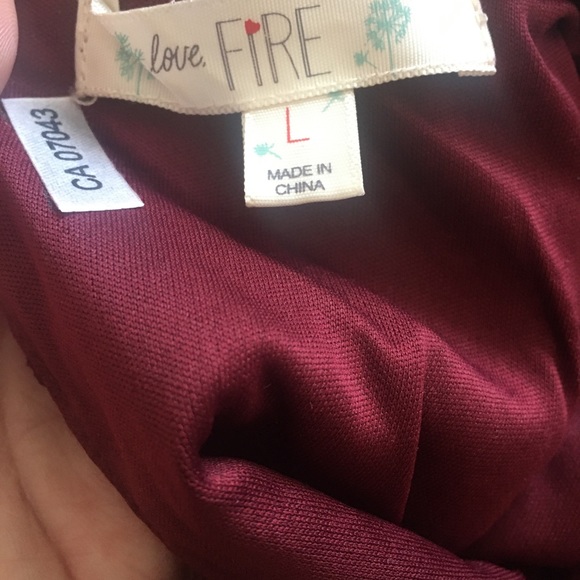 love, FIRE
L
MADE IN
CHINA
CA 07043